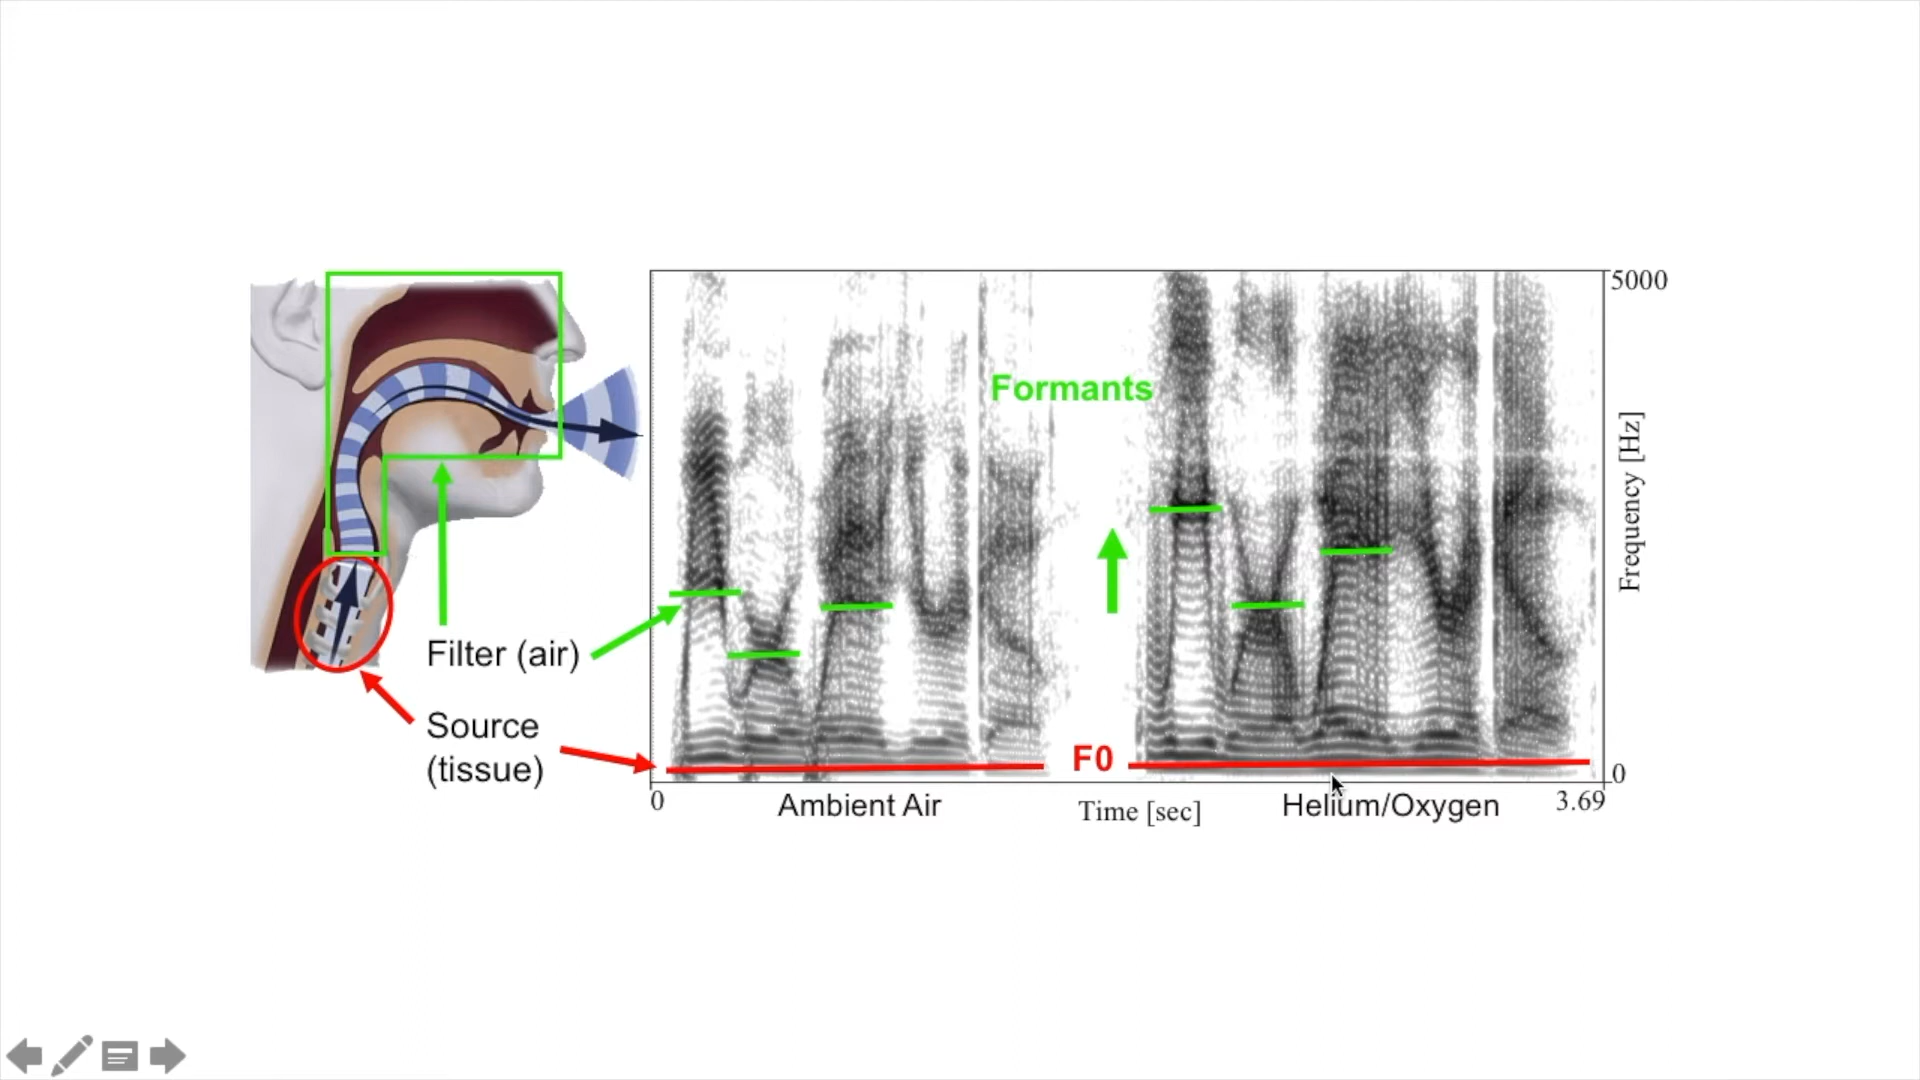 5000
Formants
Frequency [Hz]
Filter (air)
Source
(tissue)
F0
0
0
Ambient Air
Time [sec]
Helium/Oxygen
3.69